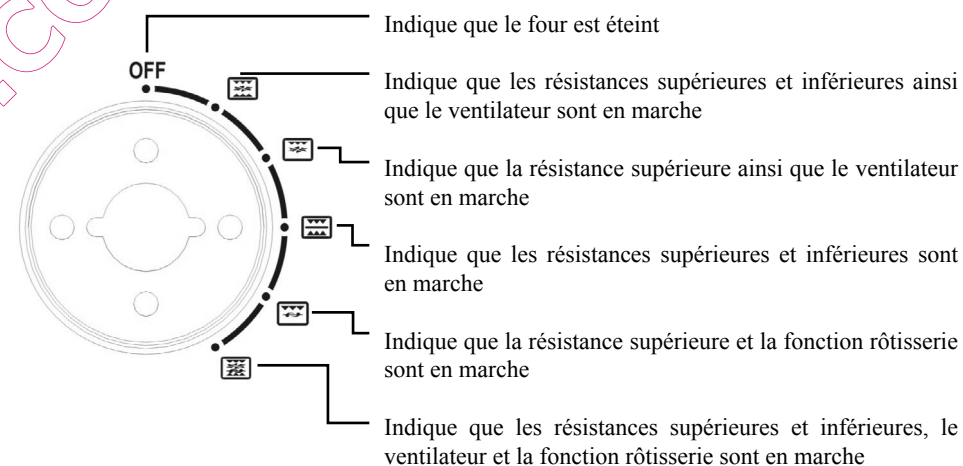 .co
Indique que le four est éteint
OFF
Indique que les résistances supérieures et inférieures ainsi
que le ventilateur sont en marche
Indique que la résistance supérieure ainsi que le ventilateur
sont en marche
Indique que les résistances supérieures et inférieures sont
en marche
Indique que la résistance supérieure et la fonction rôtisserie
sont en marche
Indique que les résistances supérieures et inférieures, le
ventilateur et la fonction rôtisserie sont en marche